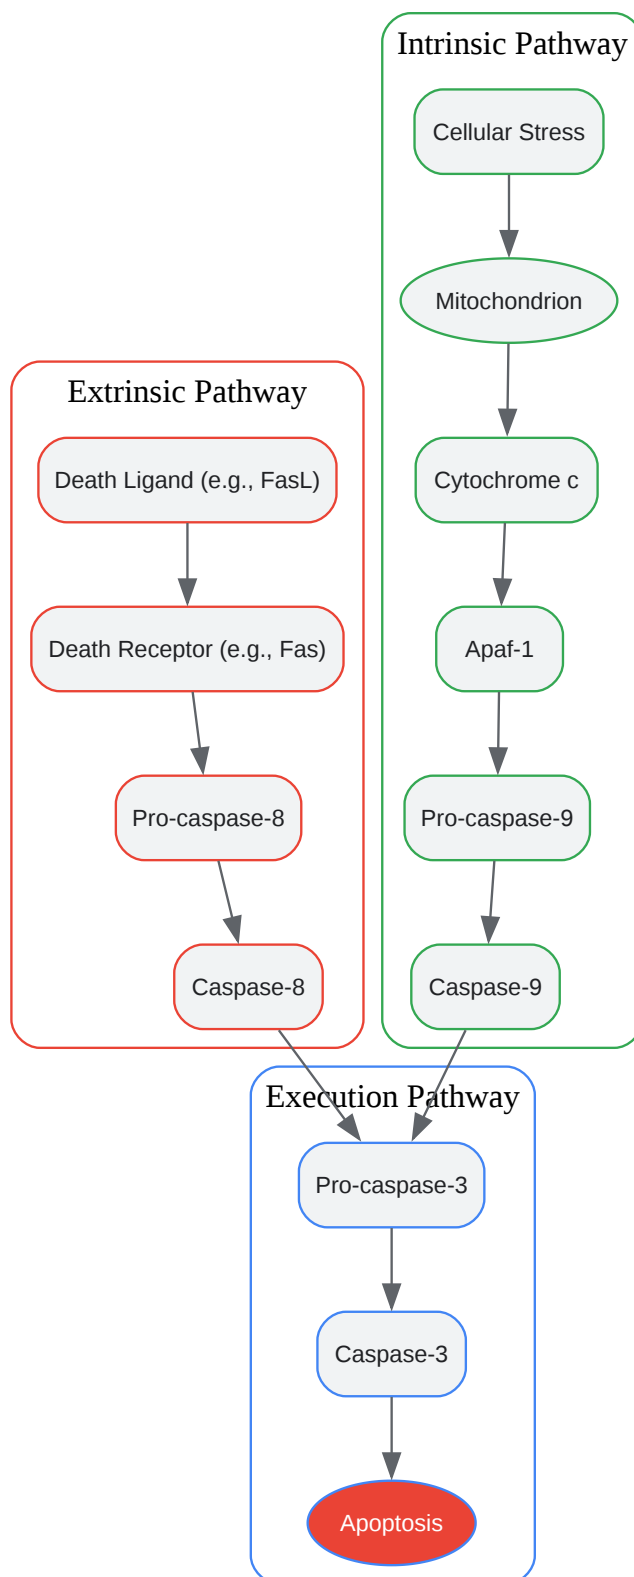 Intrinsic Pathway
Cellular Stress
Mitochondrion
Extrinsic Pathway
Death Ligand (e.g., FasL)
Cytochrome c
Death Receptor (e.g., Fas)
Apaf-1
Pro-caspase-8
Pro-caspase-9
Caspase-8
Caspase-9
Execution Pathway
Pro-caspase-3
Caspase-3
Apoptosis